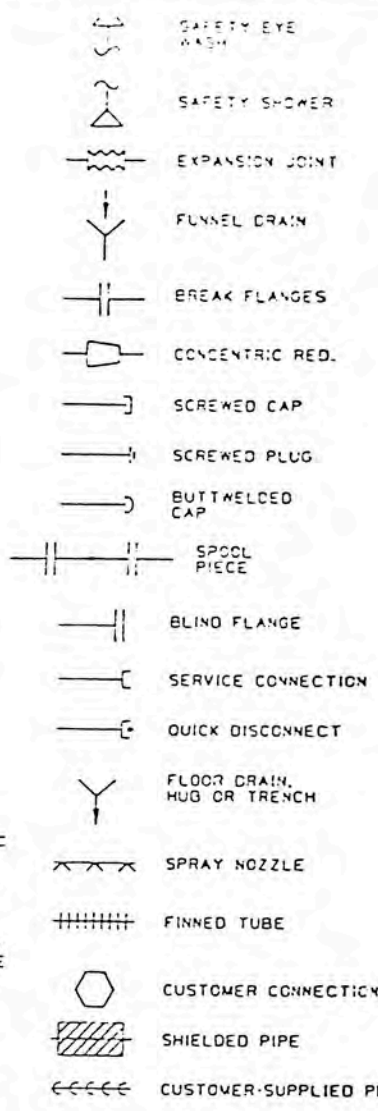 SAFETY EYE
WASH
SAFETY SHOWER
EXPANSION JOINT
FUNNEL DRAIN
BREAK FLANGES
CONCENTRIC RED.
SCREWED CAP
SCREWED PLUG
BUTTWELDED
CAP
SPOOL
PIECE
BLIND FLANGE
SERVICE CONNECTION
QUICK DISCONNECT
FLOOR DRAIN,
HUB OR TRENCH
SPRAY NOZZLE
FINNED TUBE
CUSTOMER CONNECTION
SHIELDED PIPE
CUSTOMER-SUPPLIED